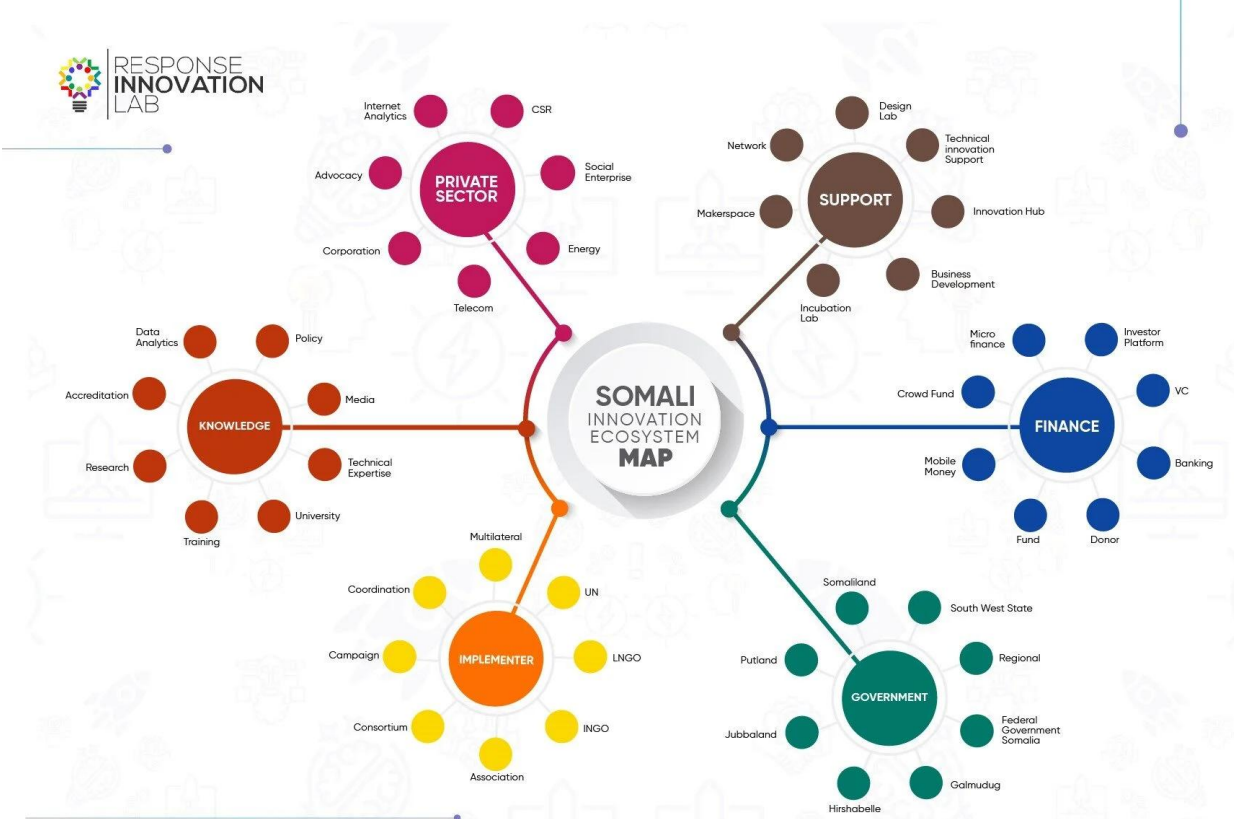 RESPONSE
INNOVATION
LAB
Internet
Analytics
CSR
Advocacy
PRIVATE
SECTOR
Social
Enterprise
Corporation
Energy
Telecom
Design
Lab
Network
Technical
innovation
Support
SUPPORT
Makerspace
Innovation Hub
Business
Development
Incubation
Lab
SOMALI
INNOVATION
ECOSYSTEM
MAP
Data
Analytics
Policy
Accreditation
Media
KNOWLEDGE
Research
Technical
Expertise
Training
University
Micro
finance
Investor
Platform
Crowd Fund
VC
FINANCE
Mobile
Money
Banking
Fund
Donor
Multilateral
Coordination
UN
Campaign
IMPLEMENTER
LNGO
Consortium
INGO
Association
Somaliland
South West State
Putland
Regional
GOVERNMENT
Jubbaland
Federal
Government
Somalia
Hirshabelle
Galmudug